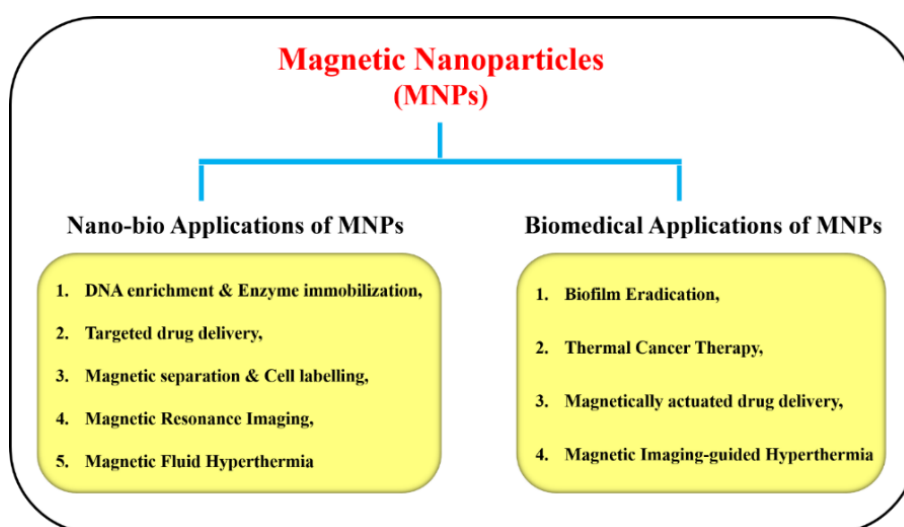 Magnetic Nanoparticles
(MNPs)
Nano-bio Applications of MNPs
1. DNA enrichment & Enzyme immobilization,
2. Targeted drug delivery,
3. Magnetic separation & Cell labelling,
4. Magnetic Resonance Imaging,
5. Magnetic Fluid Hyperthermia
Biomedical Applications of MNPs
1. Biofilm Eradication,
2. Thermal Cancer Therapy,
3. Magnetically actuated drug delivery,
4. Magnetic Imaging-guided Hyperthermia